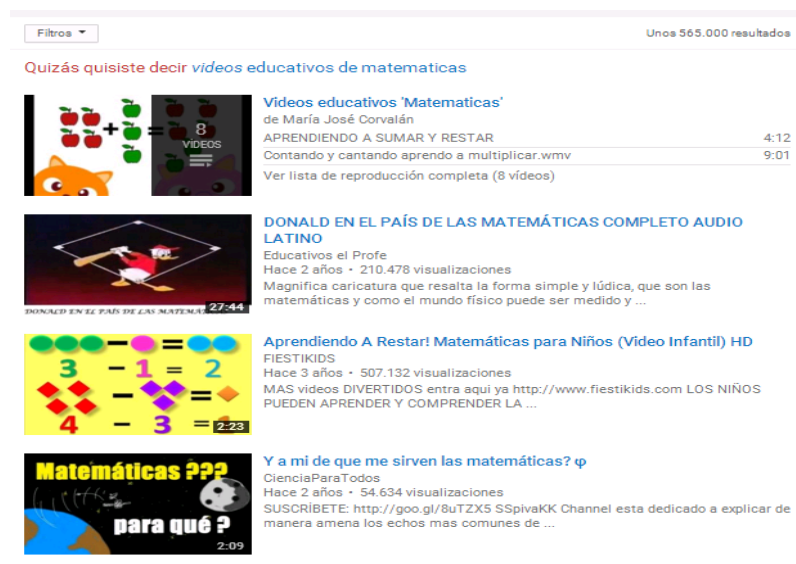 Filtros
Unos 565.000 resultados
Quizás quisiste decir videos educativos de matematicas
8
VIDEOS
Videos educativos 'Matematicas'
de María José Corvalán
APRENDIENDO A SUMAR Y RESTAR 4:12
Contando y cantando aprendo a multiplicar.wmv 9:01
Ver lista de reproducción completa (8 vídeos)
DONALD EN EL PAÍS DE LAS MATEMÁ
27:44
DONALD EN EL PAÍS DE LAS MATEMÁTICAS COMPLETO AUDIO
LATINO
Educativos el Profe
Hace 2 años • 210.478 visualizaciones
Magnifica caricatura que resalta la forma simple y lúdica, que son las
matemáticas y como el mundo físico puede ser medido y ...
3 - 1 = 2
4 - 3 = 1
2:23
Aprendiendo A Restar! Matemáticas para Niños (Video Infantil) HD
FIESTIKIDS
Hace 3 años • 507.132 visualizaciones
MAS videos DIVERTIDOS entra aqui ya http://www.fiestikids.com LOS NIÑOS
PUEDEN APRENDER Y COMPRENDER LA ...
Matemáticas ???
para qué ?
2:09
Y a mi de que me sirven las matemáticas? φ
CienciaParaTodos
Hace 2 años • 54.634 visualizaciones
SUSCRÍBETE: http://goo.gl/8uTZX5 SSpivaKK Channel esta dedicado a explicar de
manera amena los echos mas comunes de ...